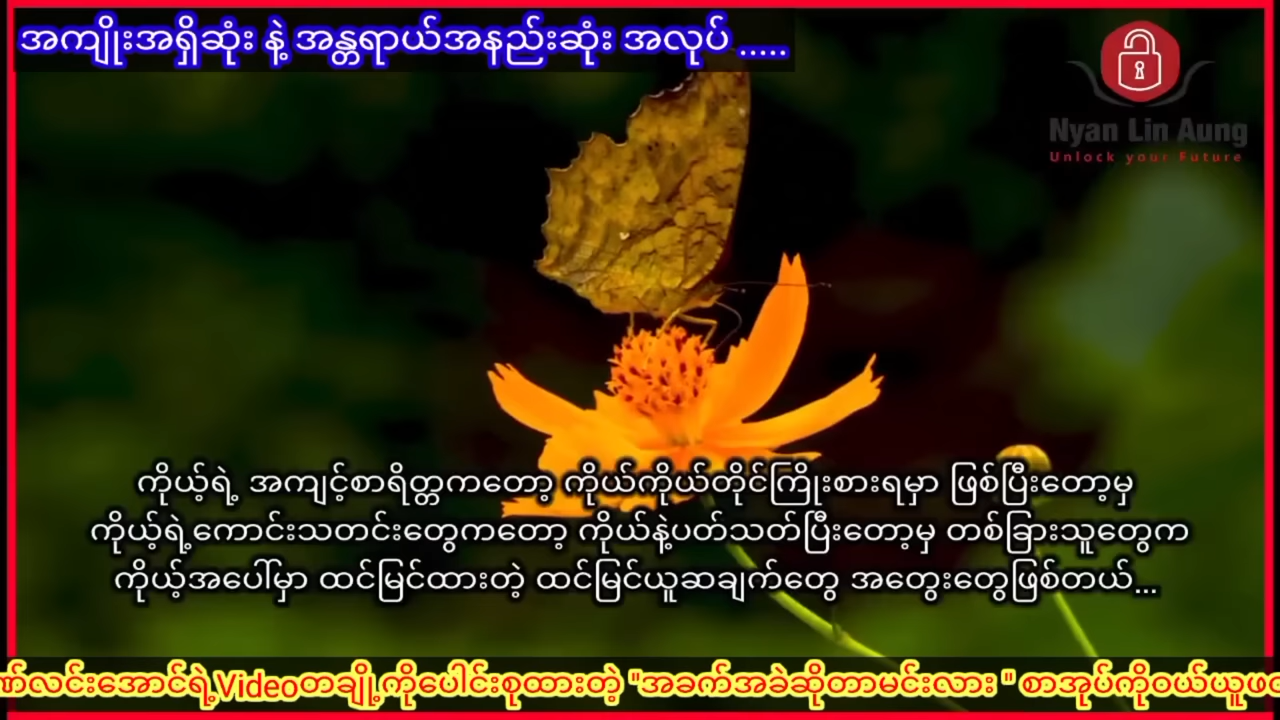 အကျိုးအရှိဆုံး နဲ့ အန္တရာယ်အနည်းဆုံး အလုပ် .....
Nyan Lin Aung
Unlock your Future
ကိုယ့်ရဲ့ အကျင့်စာရိတ္တကတော့ ကိုယ်ကိုယ်တိုင်ကြိုးစားရမှာ ဖြစ်ပြီးတော့မှ
ကိုယ့်ရဲ့ကောင်းသတင်းတွေကတော့ ကိုယ်နဲ့ပတ်သတ်ပြီးတော့မှ တစ်ခြားသူတွေက
ကိုယ့်အပေါ်မှာ ထင်မြင်ထားတဲ့ ထင်မြင်ယူဆချက်တွေ အတွေးတွေဖြစ်တယ်...
လင်းအောင်ရဲ့Videoတချို့ကိုပေါင်းစုထားတဲ့ "အခက်အခဲဆိုတာမင်းလား " စာအုပ်ကိုဝယ်ယူ